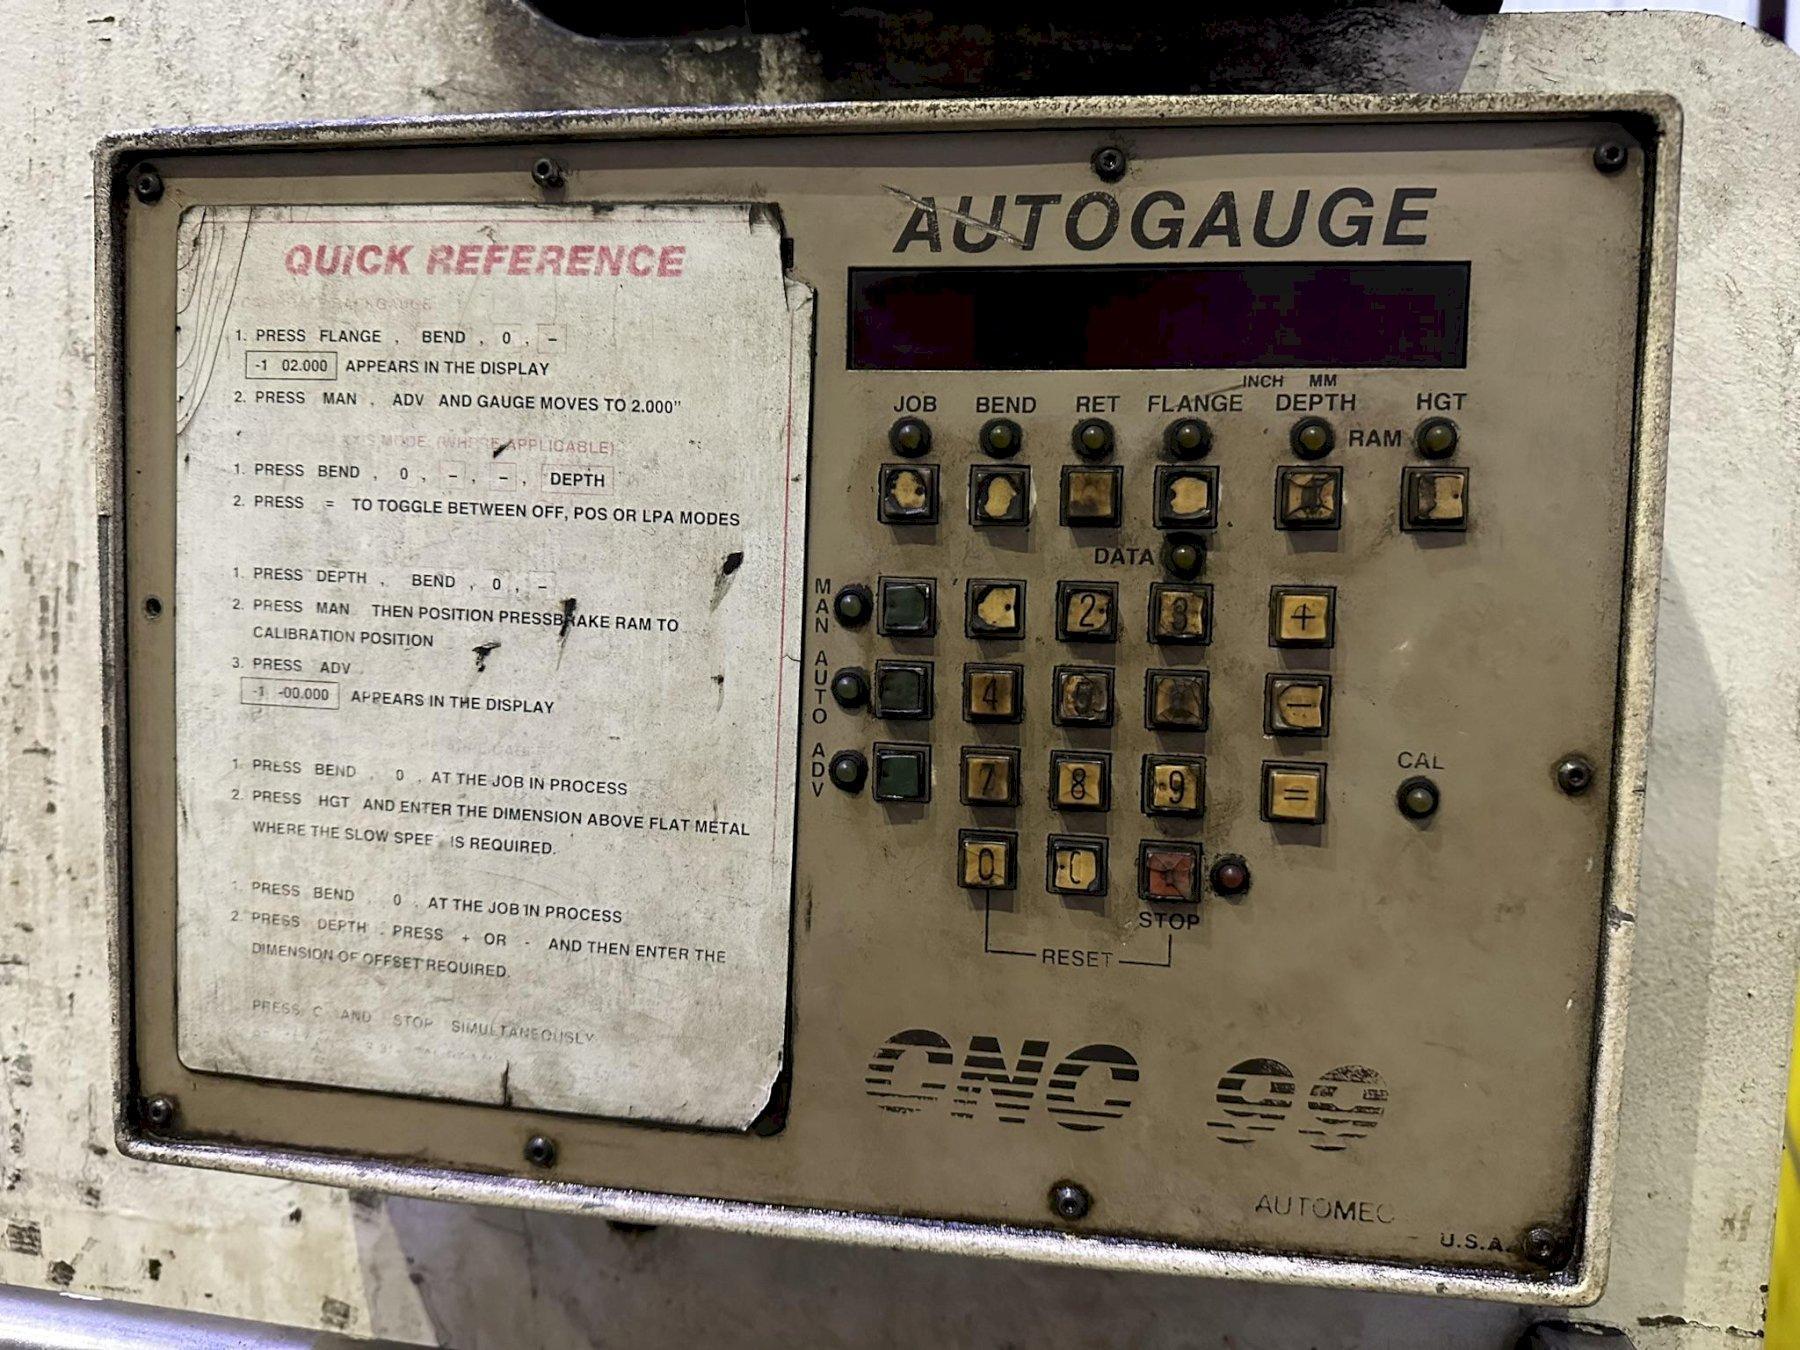 QUICK REFERENCE
BACKGAUGE
1. PRESS FLANGE , BEND , 0 , –
-1 02.000 APPEARS IN THE DISPLAY
2. PRESS MAN , ADV AND GAUGE MOVES TO 2.000"
MODE (WHERE APPLICABLE)
1. PRESS BEND , 0 , – , – , DEPTH
2. PRESS = TO TOGGLE BETWEEN OFF, POS OR LPA MODES
1. PRESS DEPTH , BEND , 0 , –
2. PRESS MAN THEN POSITION PRESSBRAKE RAM TO
CALIBRATION POSITION
3. PRESS ADV
-1 -00.000 APPEARS IN THE DISPLAY
1. PRESS BEND , 0 , AT THE JOB IN PROCESS
2. PRESS HGT AND ENTER THE DIMENSION ABOVE FLAT METAL
WHERE THE SLOW SPEE IS REQUIRED.
1. PRESS BEND , 0 , AT THE JOB IN PROCESS
2. PRESS DEPTH , PRESS + OR - AND THEN ENTER THE
DIMENSION OF OFFSET REQUIRED.
PRESS C AND STOP SIMULTANEOUSLY
AUTOGAUGE
INCH MM
JOB BEND RET FLANGE DEPTH HGT
RAM
DATA
MAN
2 3 +
AUTO
4 5 –
ADV
7 8 9 =
CAL
0 C
STOP
RESET
CNC 99
AUTOMEC
U.S.A.